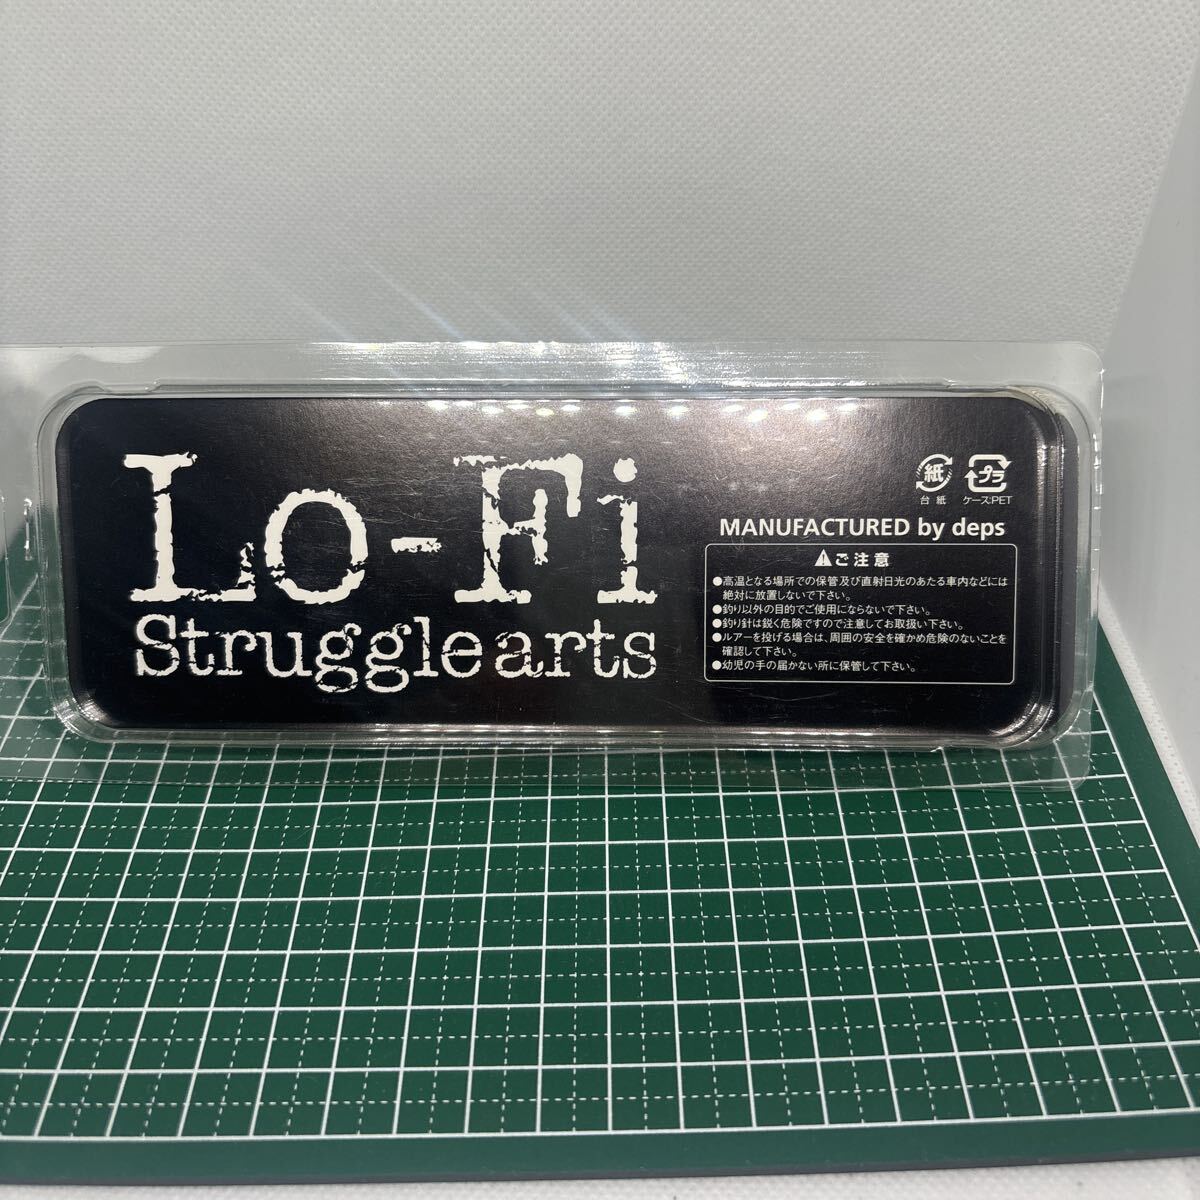 Lo-Fi
Strugglearts
紙
プラ
台紙
ケース:PET
MANUFACTURED by deps
ご注意
●高温となる場所での保管及び直射日光のあたる車内などには
絶対に放置しないで下さい。
●釣り以外の目的でご使用にならないで下さい。
●釣り針は鋭く危険ですので注意してお取扱い下さい。
●ルアーを投げる場合は、周囲の安全を確かめ危険のないことを
確認して下さい。
●幼児の手の届かない所に保管して下さい。